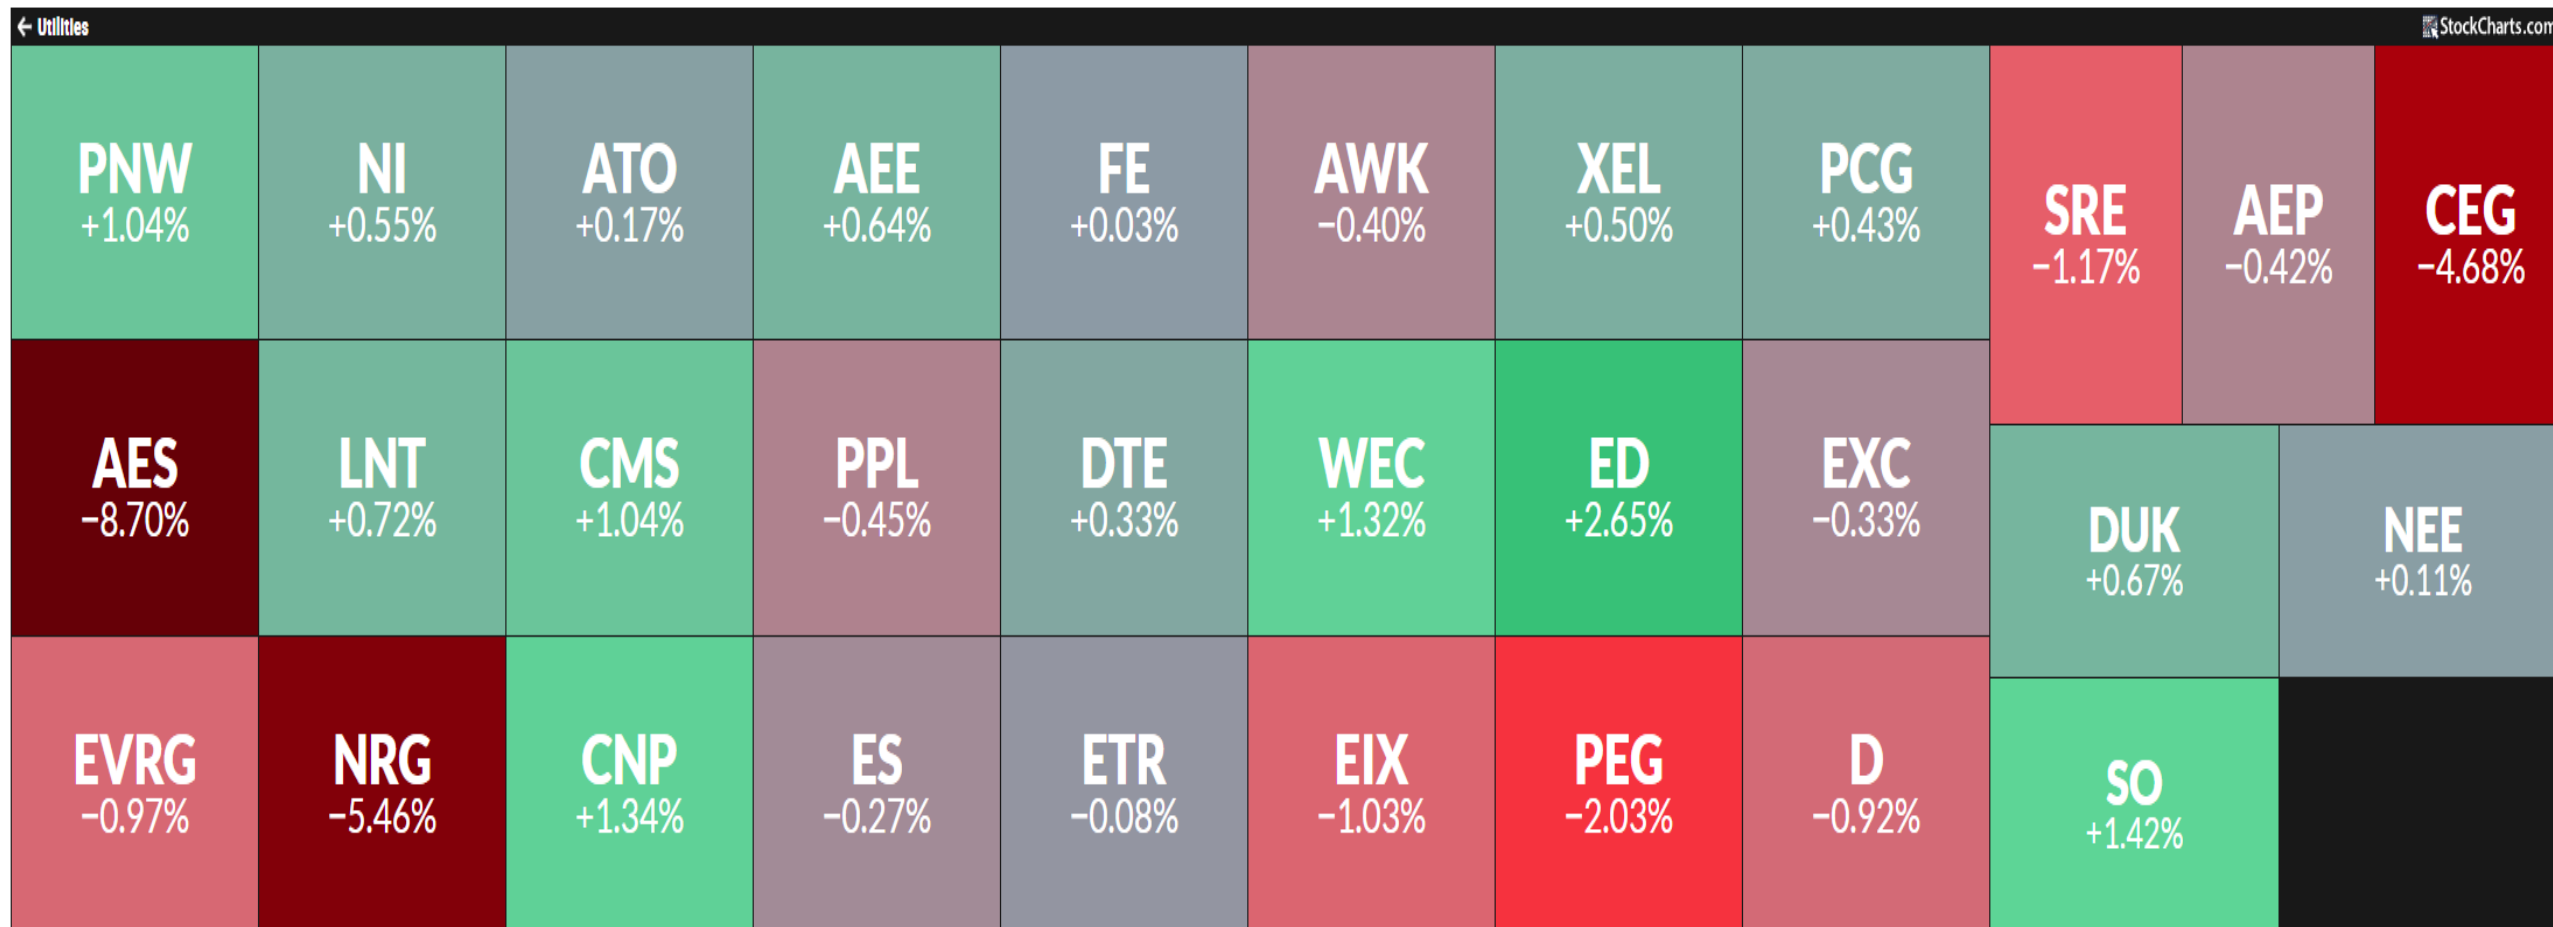 ← Utilities
StockCharts.com
PNW
+1.04%
NI
+0.55%
ATO
+0.17%
AEE
+0.64%
FE
+0.03%
AWK
−0.40%
XEL
+0.50%
PCG
+0.43%
SRE
−1.17%
AEP
−0.42%
CEG
−4.68%
AES
−8.70%
LNT
+0.72%
CMS
+1.04%
PPL
−0.45%
DTE
+0.33%
WEC
+1.32%
ED
+2.65%
EXC
−0.33%
DUK
+0.67%
NEE
+0.11%
EVRG
−0.97%
NRG
−5.46%
CNP
+1.34%
ES
−0.27%
ETR
−0.08%
EIX
−1.03%
PEG
−2.03%
D
−0.92%
SO
+1.42%